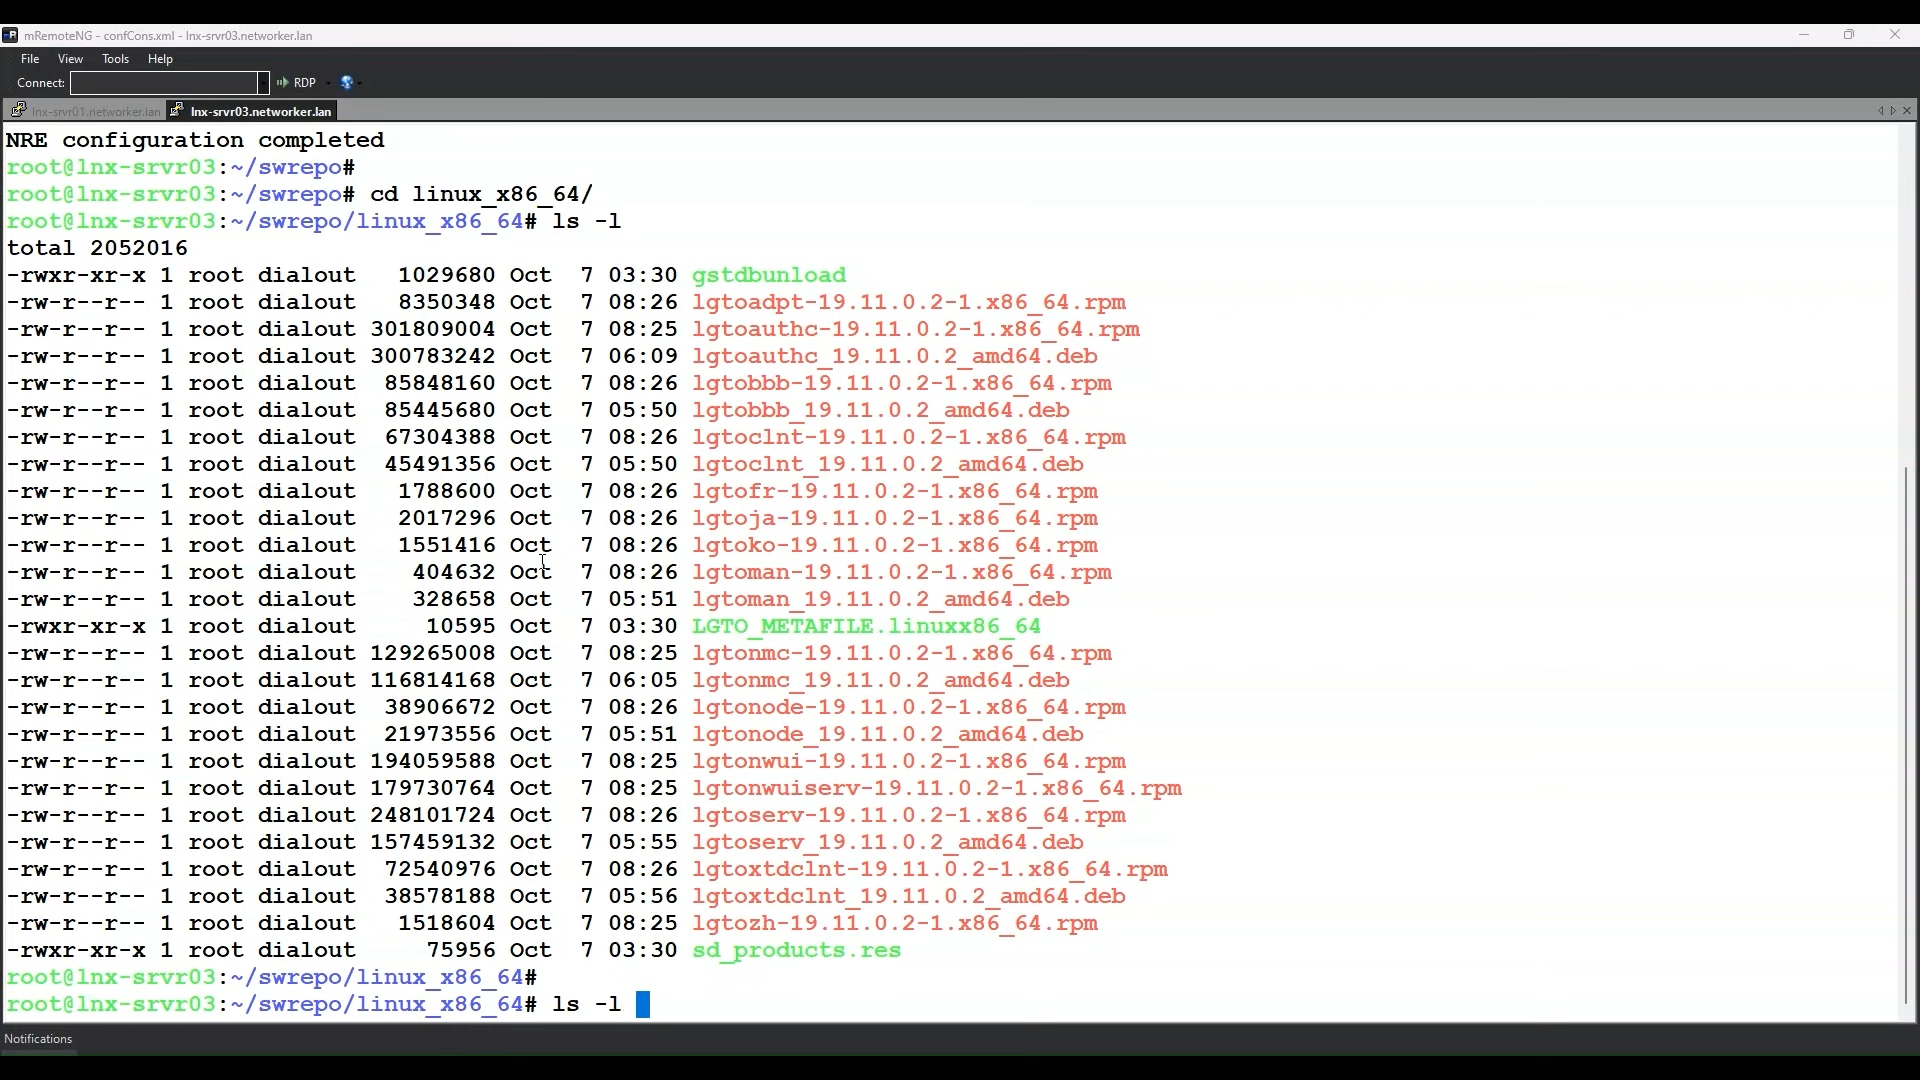 mRemoteNG - confCons.xml - lnx-srvr03.networker.lan
File View Tools Help
Connect: RDP
lnx-srvr01.networker.lan lnx-srvr03.networker.lan
NRE configuration completed
root@lnx-srvr03:~/swrepo#
root@lnx-srvr03:~/swrepo# cd linux_x86_64/
root@lnx-srvr03:~/swrepo/linux_x86_64# ls -l
total 2052016
-rwxr-xr-x 1 root dialout   1029680 Oct  7 03:30 gstdbunload
-rw-r--r-- 1 root dialout   8350348 Oct  7 08:26 lgtoadpt-19.11.0.2-1.x86_64.rpm
-rw-r--r-- 1 root dialout 301809004 Oct  7 08:25 lgtoauthc-19.11.0.2-1.x86_64.rpm
-rw-r--r-- 1 root dialout 300783242 Oct  7 06:09 lgtoauthc_19.11.0.2_amd64.deb
-rw-r--r-- 1 root dialout  85848160 Oct  7 08:26 lgtobbb-19.11.0.2-1.x86_64.rpm
-rw-r--r-- 1 root dialout  85445680 Oct  7 05:50 lgtobbb_19.11.0.2_amd64.deb
-rw-r--r-- 1 root dialout  67304388 Oct  7 08:26 lgtoclnt-19.11.0.2-1.x86_64.rpm
-rw-r--r-- 1 root dialout  45491356 Oct  7 05:50 lgtoclnt_19.11.0.2_amd64.deb
-rw-r--r-- 1 root dialout   1788600 Oct  7 08:26 lgtofr-19.11.0.2-1.x86_64.rpm
-rw-r--r-- 1 root dialout   2017296 Oct  7 08:26 lgtoja-19.11.0.2-1.x86_64.rpm
-rw-r--r-- 1 root dialout   1551416 Oct  7 08:26 lgtoko-19.11.0.2-1.x86_64.rpm
-rw-r--r-- 1 root dialout    404632 Oct  7 08:26 lgtoman-19.11.0.2-1.x86_64.rpm
-rw-r--r-- 1 root dialout    328658 Oct  7 05:51 lgtoman_19.11.0.2_amd64.deb
-rwxr-xr-x 1 root dialout     10595 Oct  7 03:30 LGTO_METAFILE.linuxx86_64
-rw-r--r-- 1 root dialout 129265008 Oct  7 08:25 lgtonmc-19.11.0.2-1.x86_64.rpm
-rw-r--r-- 1 root dialout 116814168 Oct  7 06:05 lgtonmc_19.11.0.2_amd64.deb
-rw-r--r-- 1 root dialout  38906672 Oct  7 08:26 lgtonode-19.11.0.2-1.x86_64.rpm
-rw-r--r-- 1 root dialout  21973556 Oct  7 05:51 lgtonode_19.11.0.2_amd64.deb
-rw-r--r-- 1 root dialout 194059588 Oct  7 08:25 lgtonwui-19.11.0.2-1.x86_64.rpm
-rw-r--r-- 1 root dialout 179730764 Oct  7 08:25 lgtonwuiserv-19.11.0.2-1.x86_64.rpm
-rw-r--r-- 1 root dialout 248101724 Oct  7 08:26 lgtoserv-19.11.0.2-1.x86_64.rpm
-rw-r--r-- 1 root dialout 157459132 Oct  7 05:55 lgtoserv_19.11.0.2_amd64.deb
-rw-r--r-- 1 root dialout  72540976 Oct  7 08:26 lgtoxtdclnt-19.11.0.2-1.x86_64.rpm
-rw-r--r-- 1 root dialout  38578188 Oct  7 05:56 lgtoxtdclnt_19.11.0.2_amd64.deb
-rw-r--r-- 1 root dialout   1518604 Oct  7 08:25 lgtozh-19.11.0.2-1.x86_64.rpm
-rwxr-xr-x 1 root dialout     75956 Oct  7 03:30 sd_products.res
root@lnx-srvr03:~/swrepo/linux_x86_64#
root@lnx-srvr03:~/swrepo/linux_x86_64# ls -l
Notifications